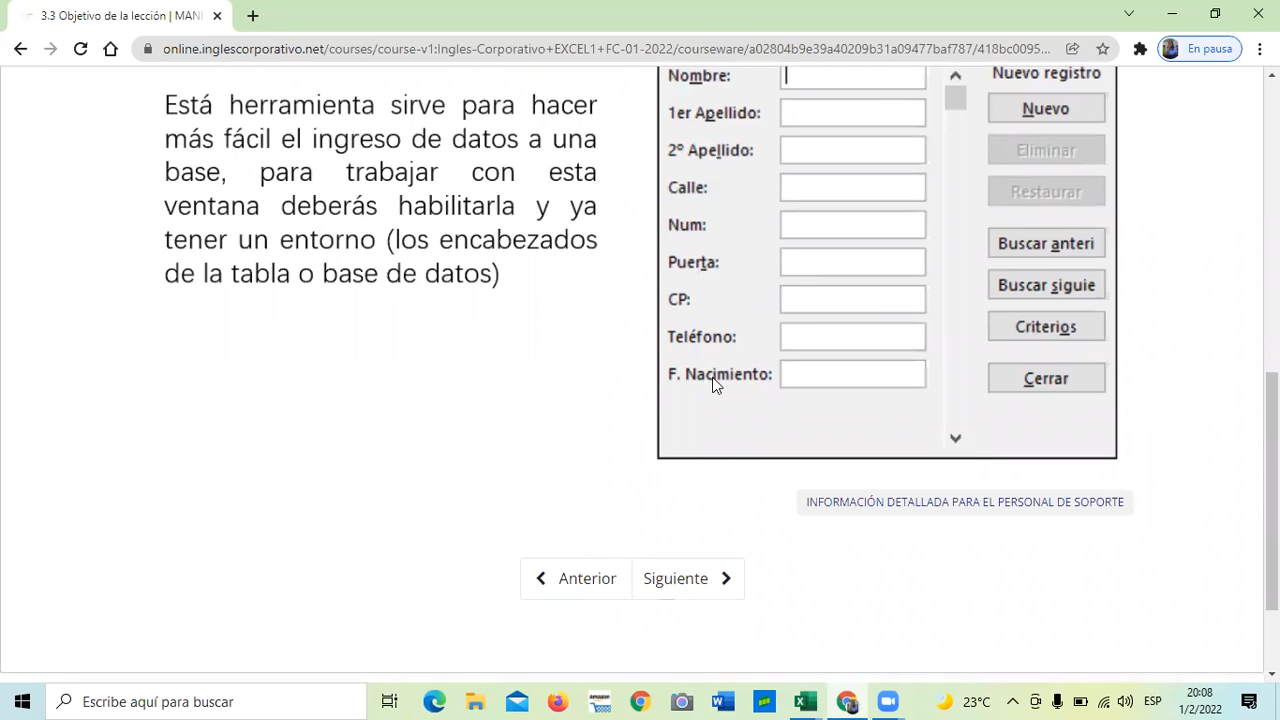 3.3 Objetivo de la lección | MANI
online.inglescorporativo.net/courses/course-v1:Ingles-Corporativo+EXCEL1+FC-01-2022/courseware/a02804b9e39a40209b31a09477baf787/418bc0095...
En pausa
Está herramienta sirve para hacer
más fácil el ingreso de datos a una
base, para trabajar con esta
ventana deberás habilitarla y ya
tener un entorno (los encabezados
de la tabla o base de datos)
Nombre:
1er Apellido:
2º Apellido:
Calle:
Num:
Puerta:
CP:
Teléfono:
F. Nacimiento:
Nuevo registro
Nuevo
Eliminar
Restaurar
Buscar anteri
Buscar siguie
Criterios
Cerrar
INFORMACIÓN DETALLADA PARA EL PERSONAL DE SOPORTE
Anterior
Siguiente
Escribe aquí para buscar
amazon
23°C
ESP
20:08
1/2/2022